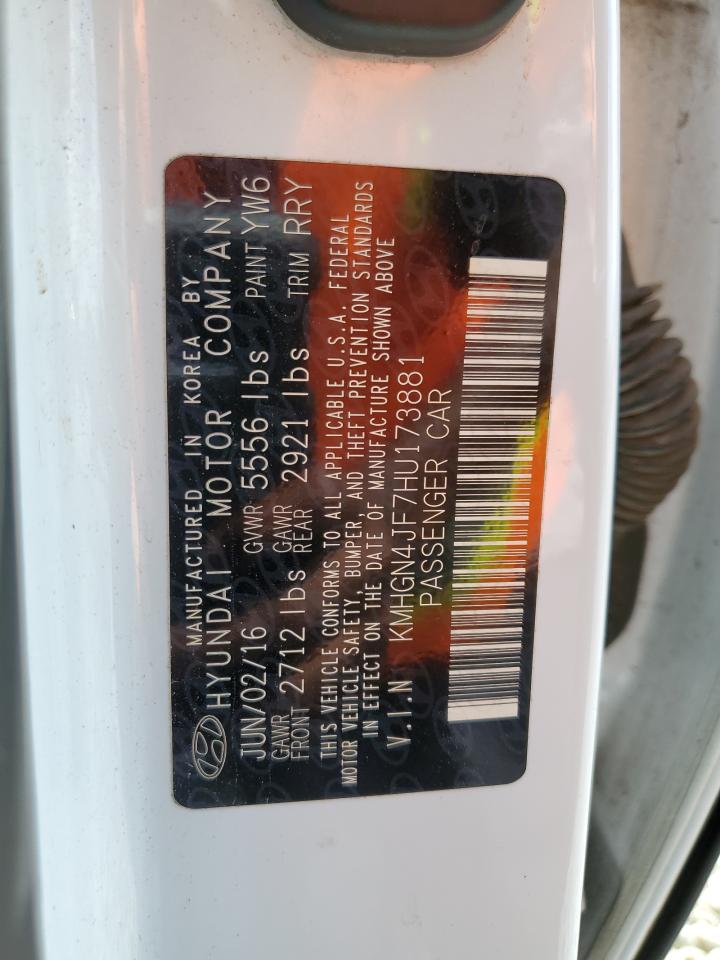 MANUFACTURED IN KOREA BY
HYUNDAI MOTOR COMPANY
JUN/02/16 GVWR 5556 lbs PAINT YW6
GAWR FRONT 2712 lbs GAWR REAR 2921 lbs TRIM RRY
THIS VEHICLE CONFORMS TO ALL APPLICABLE U.S.A. FEDERAL
MOTOR VEHICLE SAFETY, BUMPER, AND THEFT PREVENTION STANDARDS
IN EFFECT ON THE DATE OF MANUFACTURE SHOWN ABOVE
V.I.N KMHGN4JF7HU173881
PASSENGER CAR